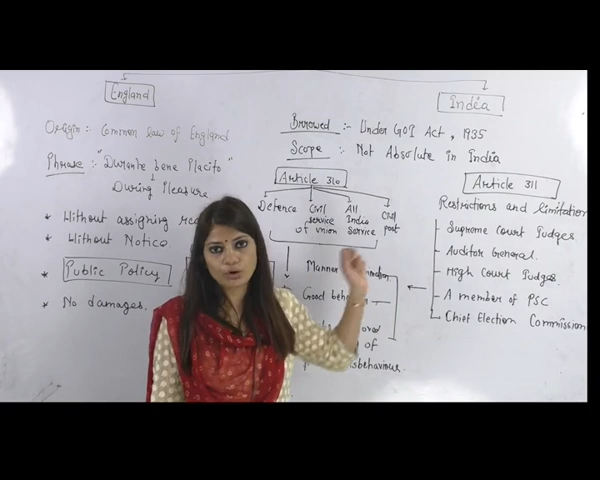 England
India
Origin :- Common law of England
Brrowed :- Under GOI Act, 1935
Scope :- Not Absolute in India
Phrase :- "Durante bene Placito"
During Pleasure
Article 310
Article 311
Defence
Civil service of union
All India service
Civil post
Restrictions and limitation
* Without assigning
* Without Notice
Supreme Court Judges
Auditor General.
High Court Judges.
A member of PSC
Chief Election Commission
* Public Policy
Manner
Good
* No damages.
of